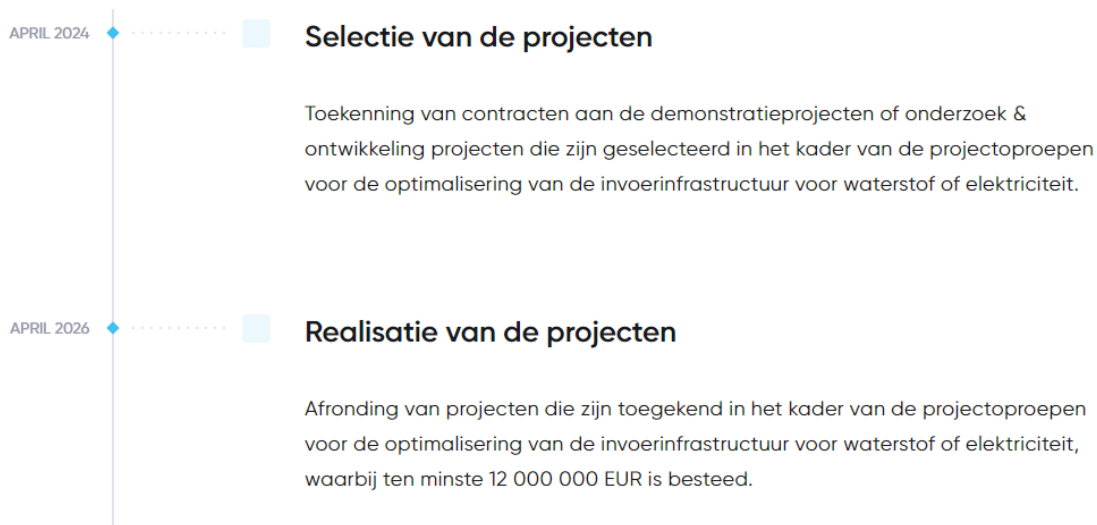 APRIL 2024
Selectie van de projecten
Toekenning van contracten aan de demonstratieprojecten of onderzoek &
ontwikkeling projecten die zijn geselecteerd in het kader van de projectoproepen
voor de optimalisering van de invoerinfrastructuur voor waterstof of elektriciteit.
APRIL 2026
Realisatie van de projecten
Afronding van projecten die zijn toegekend in het kader van de projectoproepen
voor de optimalisering van de invoerinfrastructuur voor waterstof of elektriciteit,
waarbij ten minste 12 000 000 EUR is besteed.